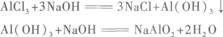 AlCl₃+3NaOH══3NaCl+Al(OH)₃↓
Al(OH)₃+NaOH══NaAlO₂+2H₂O